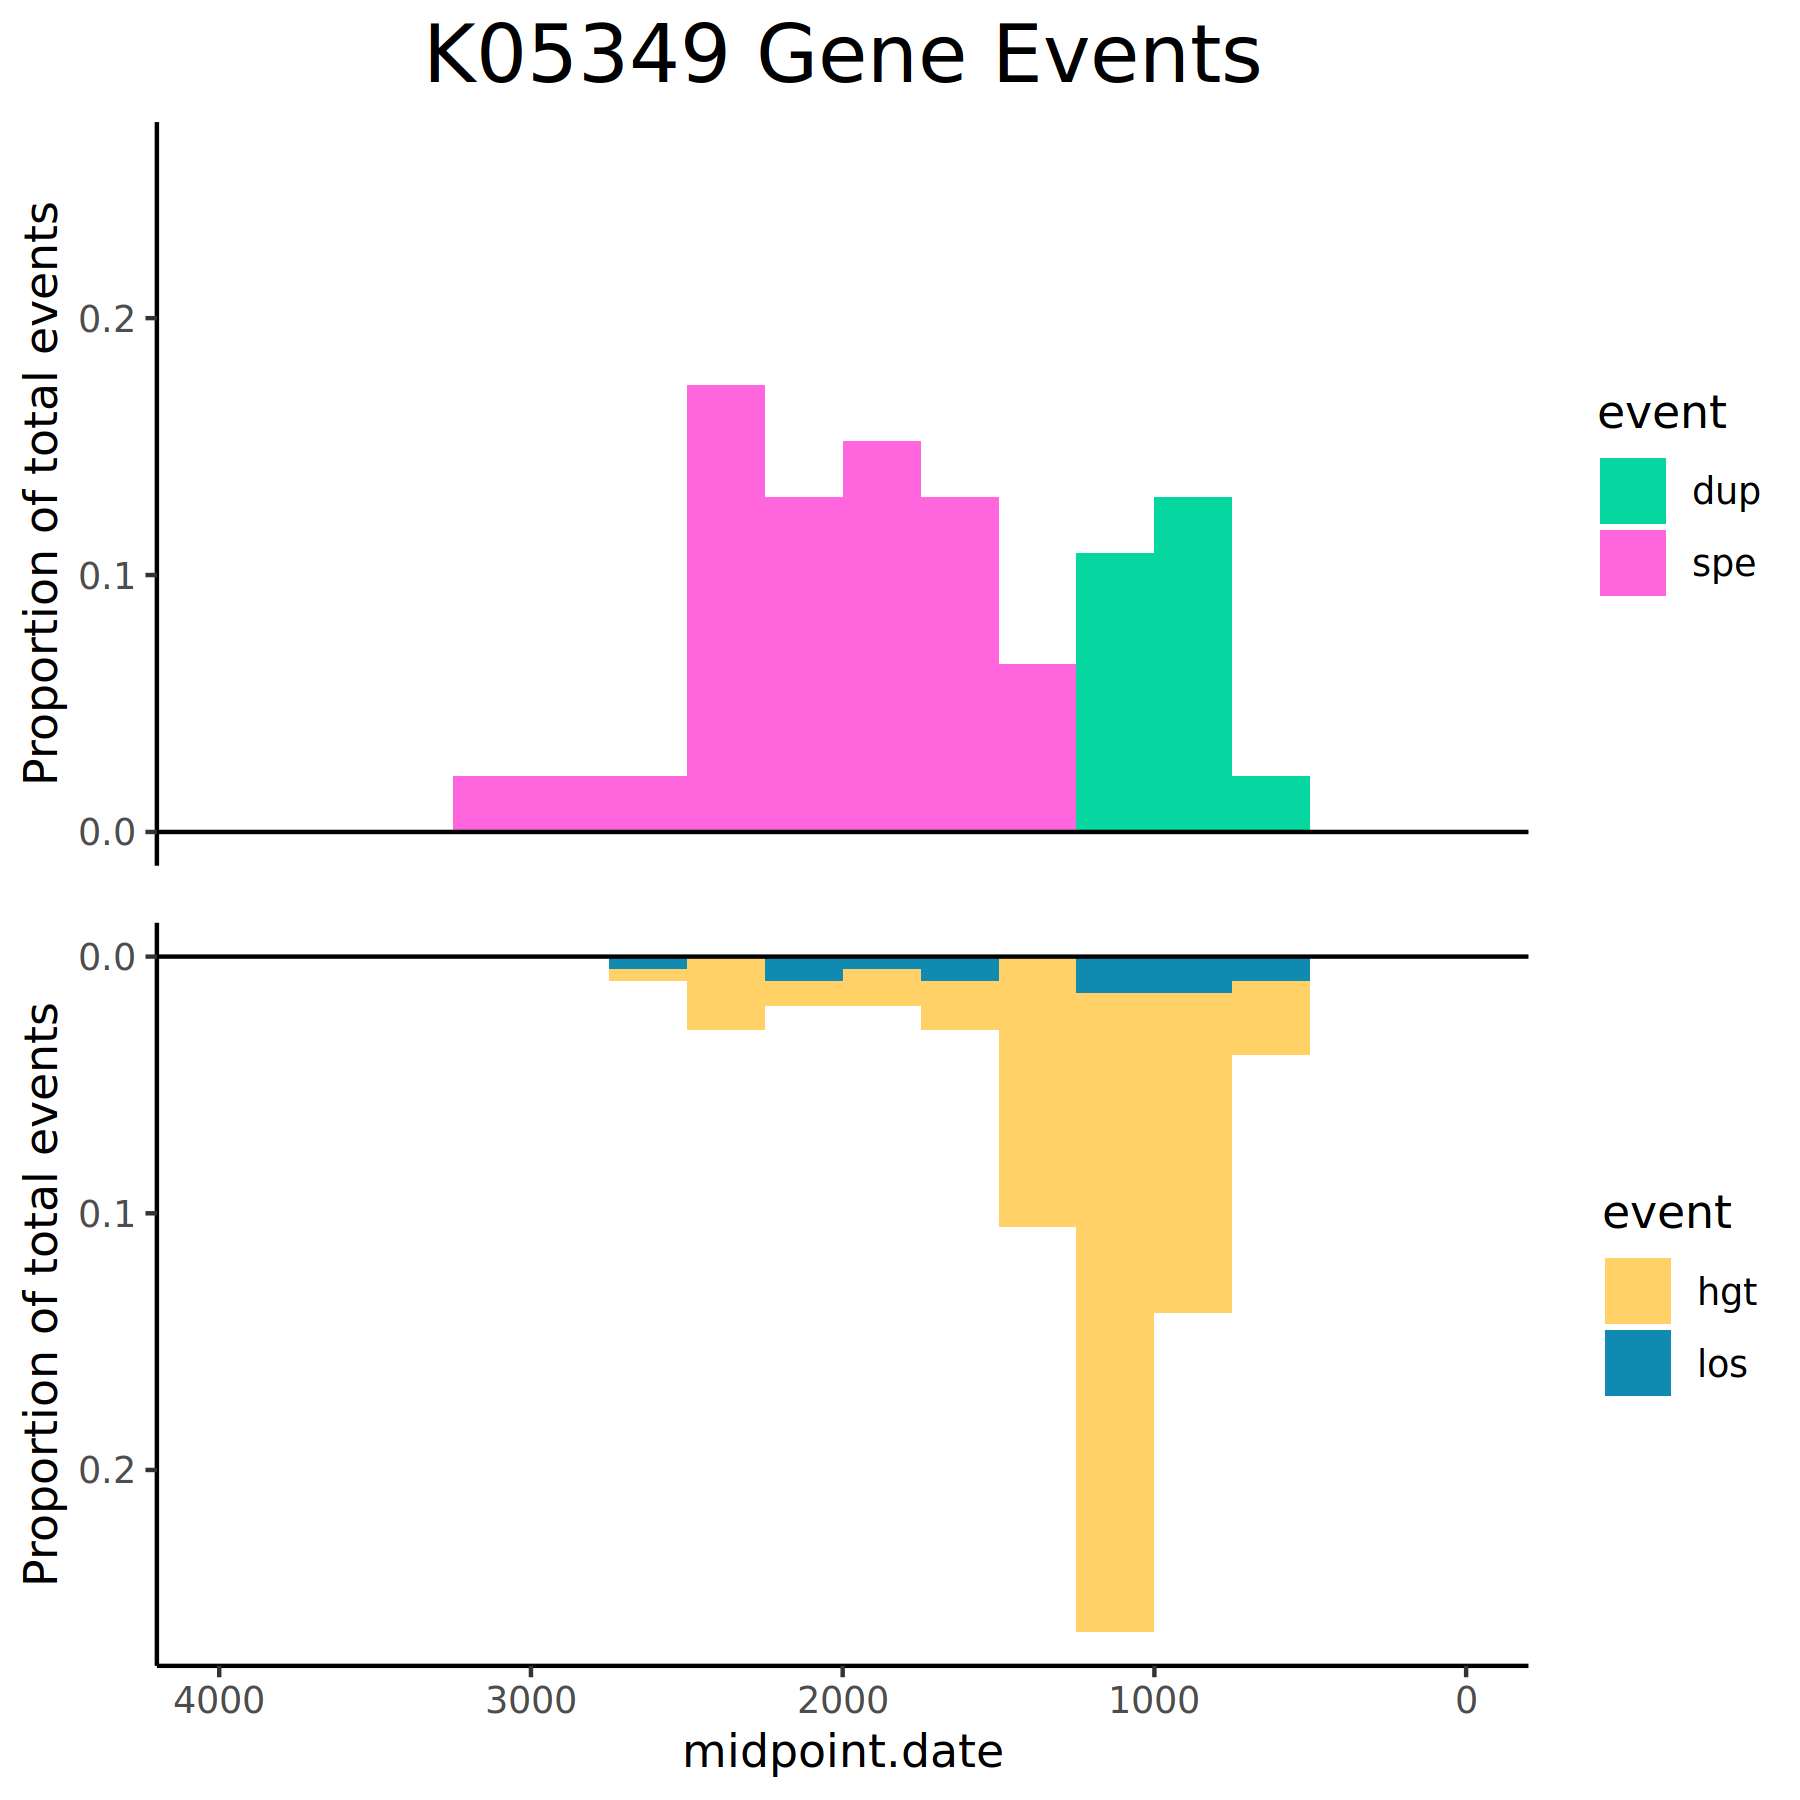 K05349 Gene Events
Proportion of total events
0.2
0.1
0.0
event
dup
spe
Proportion of total events
0.0
0.1
0.2
event
hgt
los
4000 3000 2000 1000 0
midpoint.date